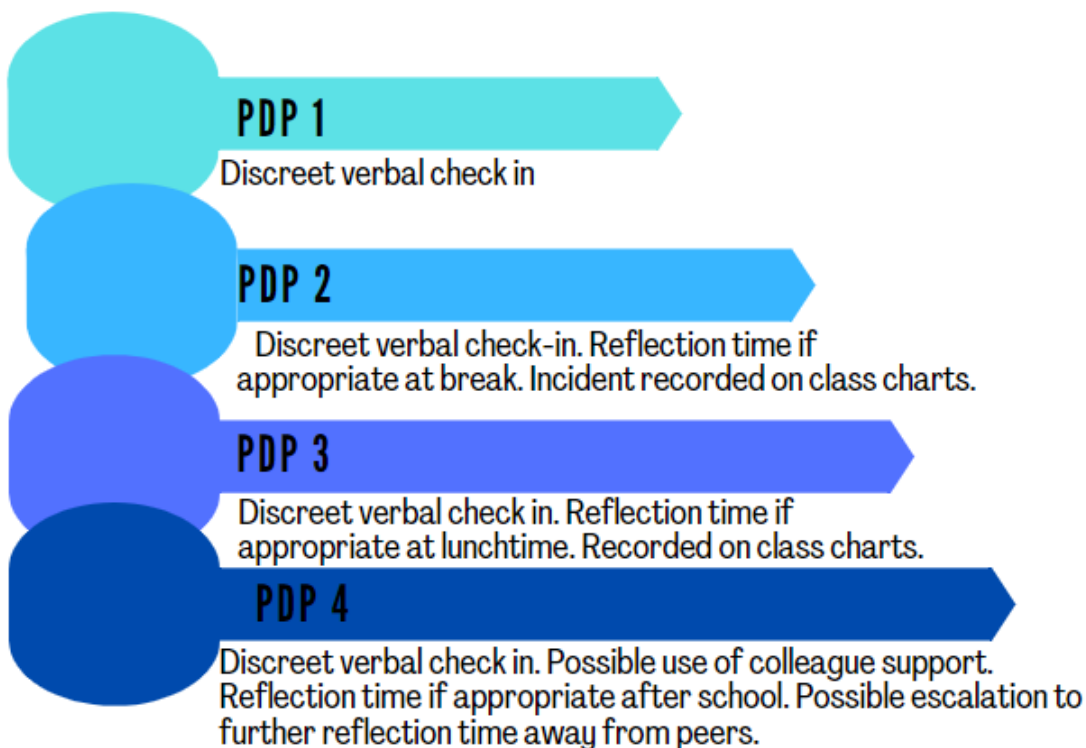 PDP 1
Discreet verbal check in
PDP 2
Discreet verbal check-in. Reflection time if
appropriate at break. Incident recorded on class charts.
PDP 3
Discreet verbal check in. Reflection time if
appropriate at lunchtime. Recorded on class charts.
PDP 4
Discreet verbal check in. Possible use of colleague support.
Reflection time if appropriate after school. Possible escalation to
further reflection time away from peers.